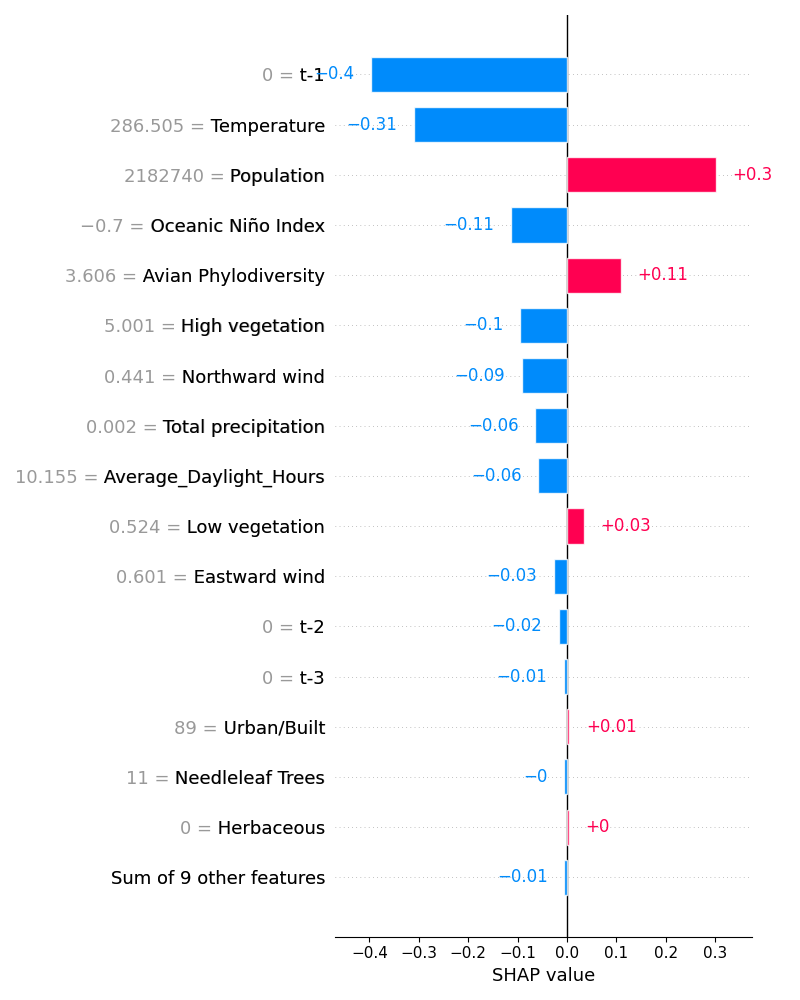 0 = t-1 −0.4
286.505 = Temperature −0.31
2182740 = Population +0.3
−0.7 = Oceanic Niño Index −0.11
3.606 = Avian Phylodiversity +0.11
5.001 = High vegetation −0.1
0.441 = Northward wind −0.09
0.002 = Total precipitation −0.06
10.155 = Average_Daylight_Hours −0.06
0.524 = Low vegetation +0.03
0.601 = Eastward wind −0.03
0 = t-2 −0.02
0 = t-3 −0.01
89 = Urban/Built +0.01
11 = Needleleaf Trees −0
0 = Herbaceous +0
Sum of 9 other features −0.01
−0.4 −0.3 −0.2 −0.1 0.0 0.1 0.2 0.3
SHAP value